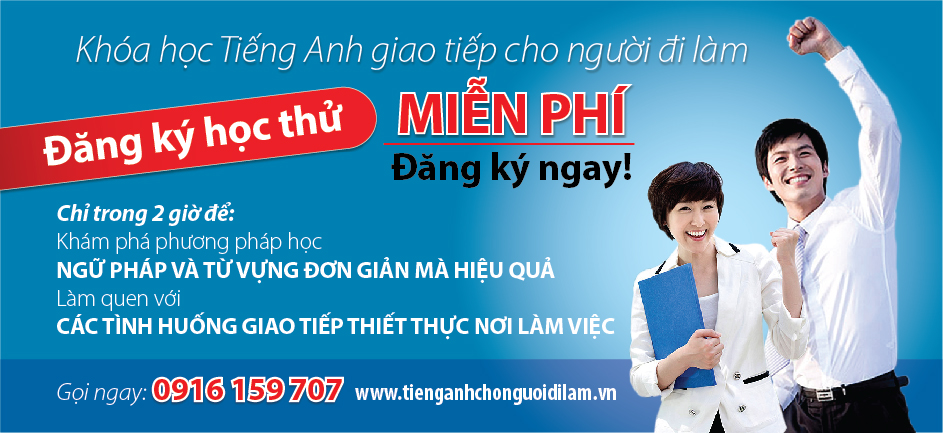 Khóa học Tiếng Anh giao tiếp cho người đi làm
Đăng ký học thử
MIỄN PHÍ
Đăng ký ngay!
Chỉ trong 2 giờ để:
Khám phá phương pháp học
NGỮ PHÁP VÀ TỪ VỰNG ĐƠN GIẢN MÀ HIỆU QUẢ
Làm quen với
CÁC TÌNH HUỐNG GIAO TIẾP THIẾT THỰC NƠI LÀM VIỆC
Gọi ngay: 0916 159 707 www.tienganhchonguoidilam.vn